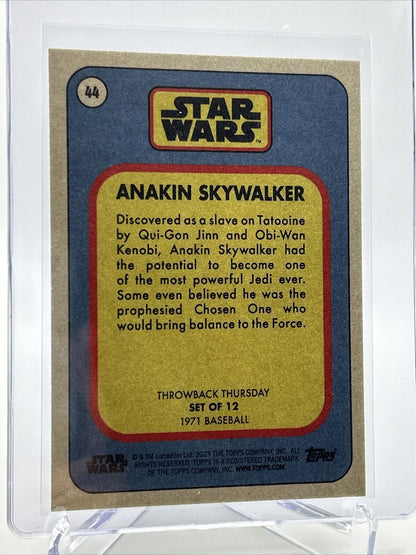 44
STAR
WARS™
ANAKIN SKYWALKER
Discovered as a slave on Tatooine
by Qui-Gon Jinn and Obi-Wan
Kenobi, Anakin Skywalker had
the potential to become one
of the most powerful Jedi ever.
Some even believed he was the
prophesied Chosen One who
would bring balance to the Force.
THROWBACK THURSDAY
SET OF 12
1971 BASEBALL
STAR
WARS
© & TM Lucasfilm Ltd. 2023 THE TOPPS COMPANY, INC. ALL
RIGHTS RESERVED. TOPPS IS A REGISTERED TRADEMARK
OF THE TOPPS COMPANY, INC. WWW.TOPPS.COM
Topps